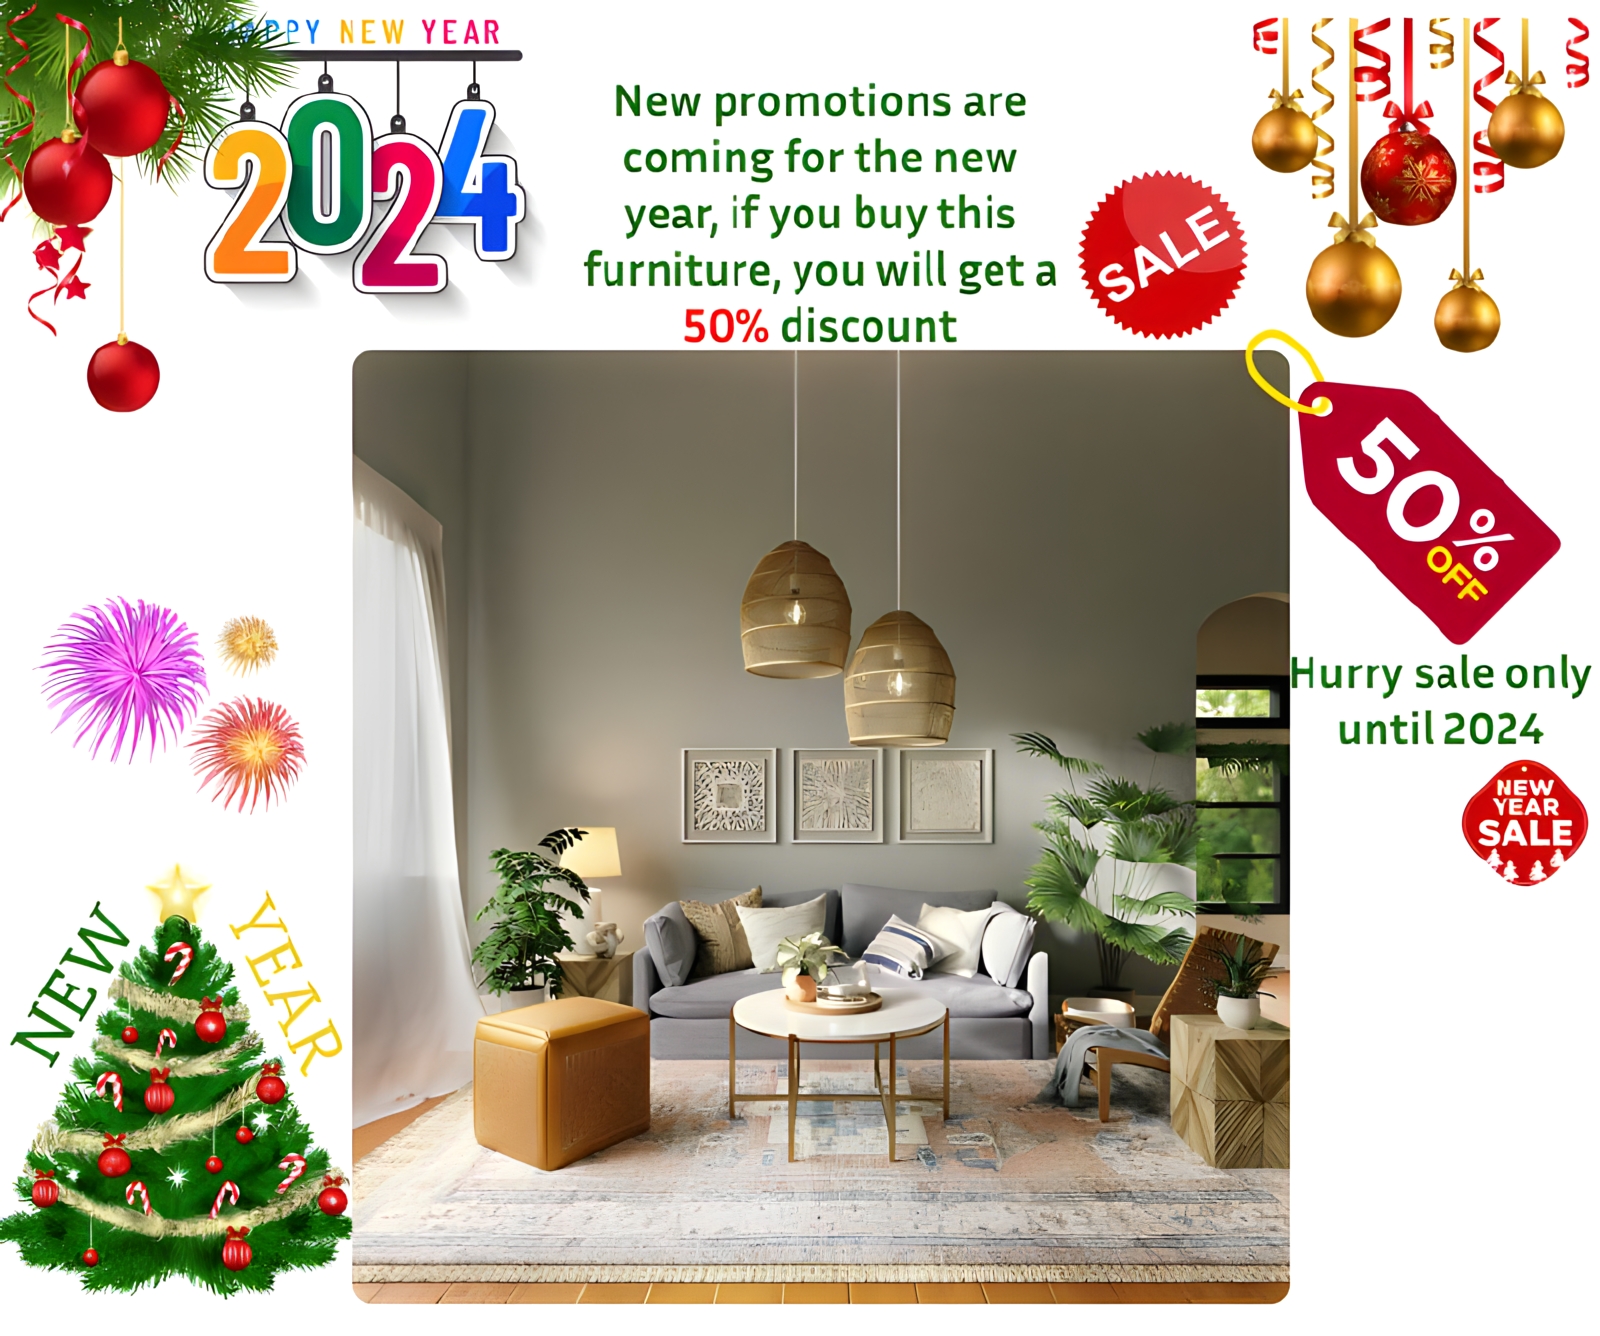 HAPPY NEW YEAR
2024
New promotions are
coming for the new
year, if you buy this
furniture, you will get a
50% discount
SALE
50%
OFF
Hurry sale only
until 2024
NEW
YEAR
SALE
NEW YEAR